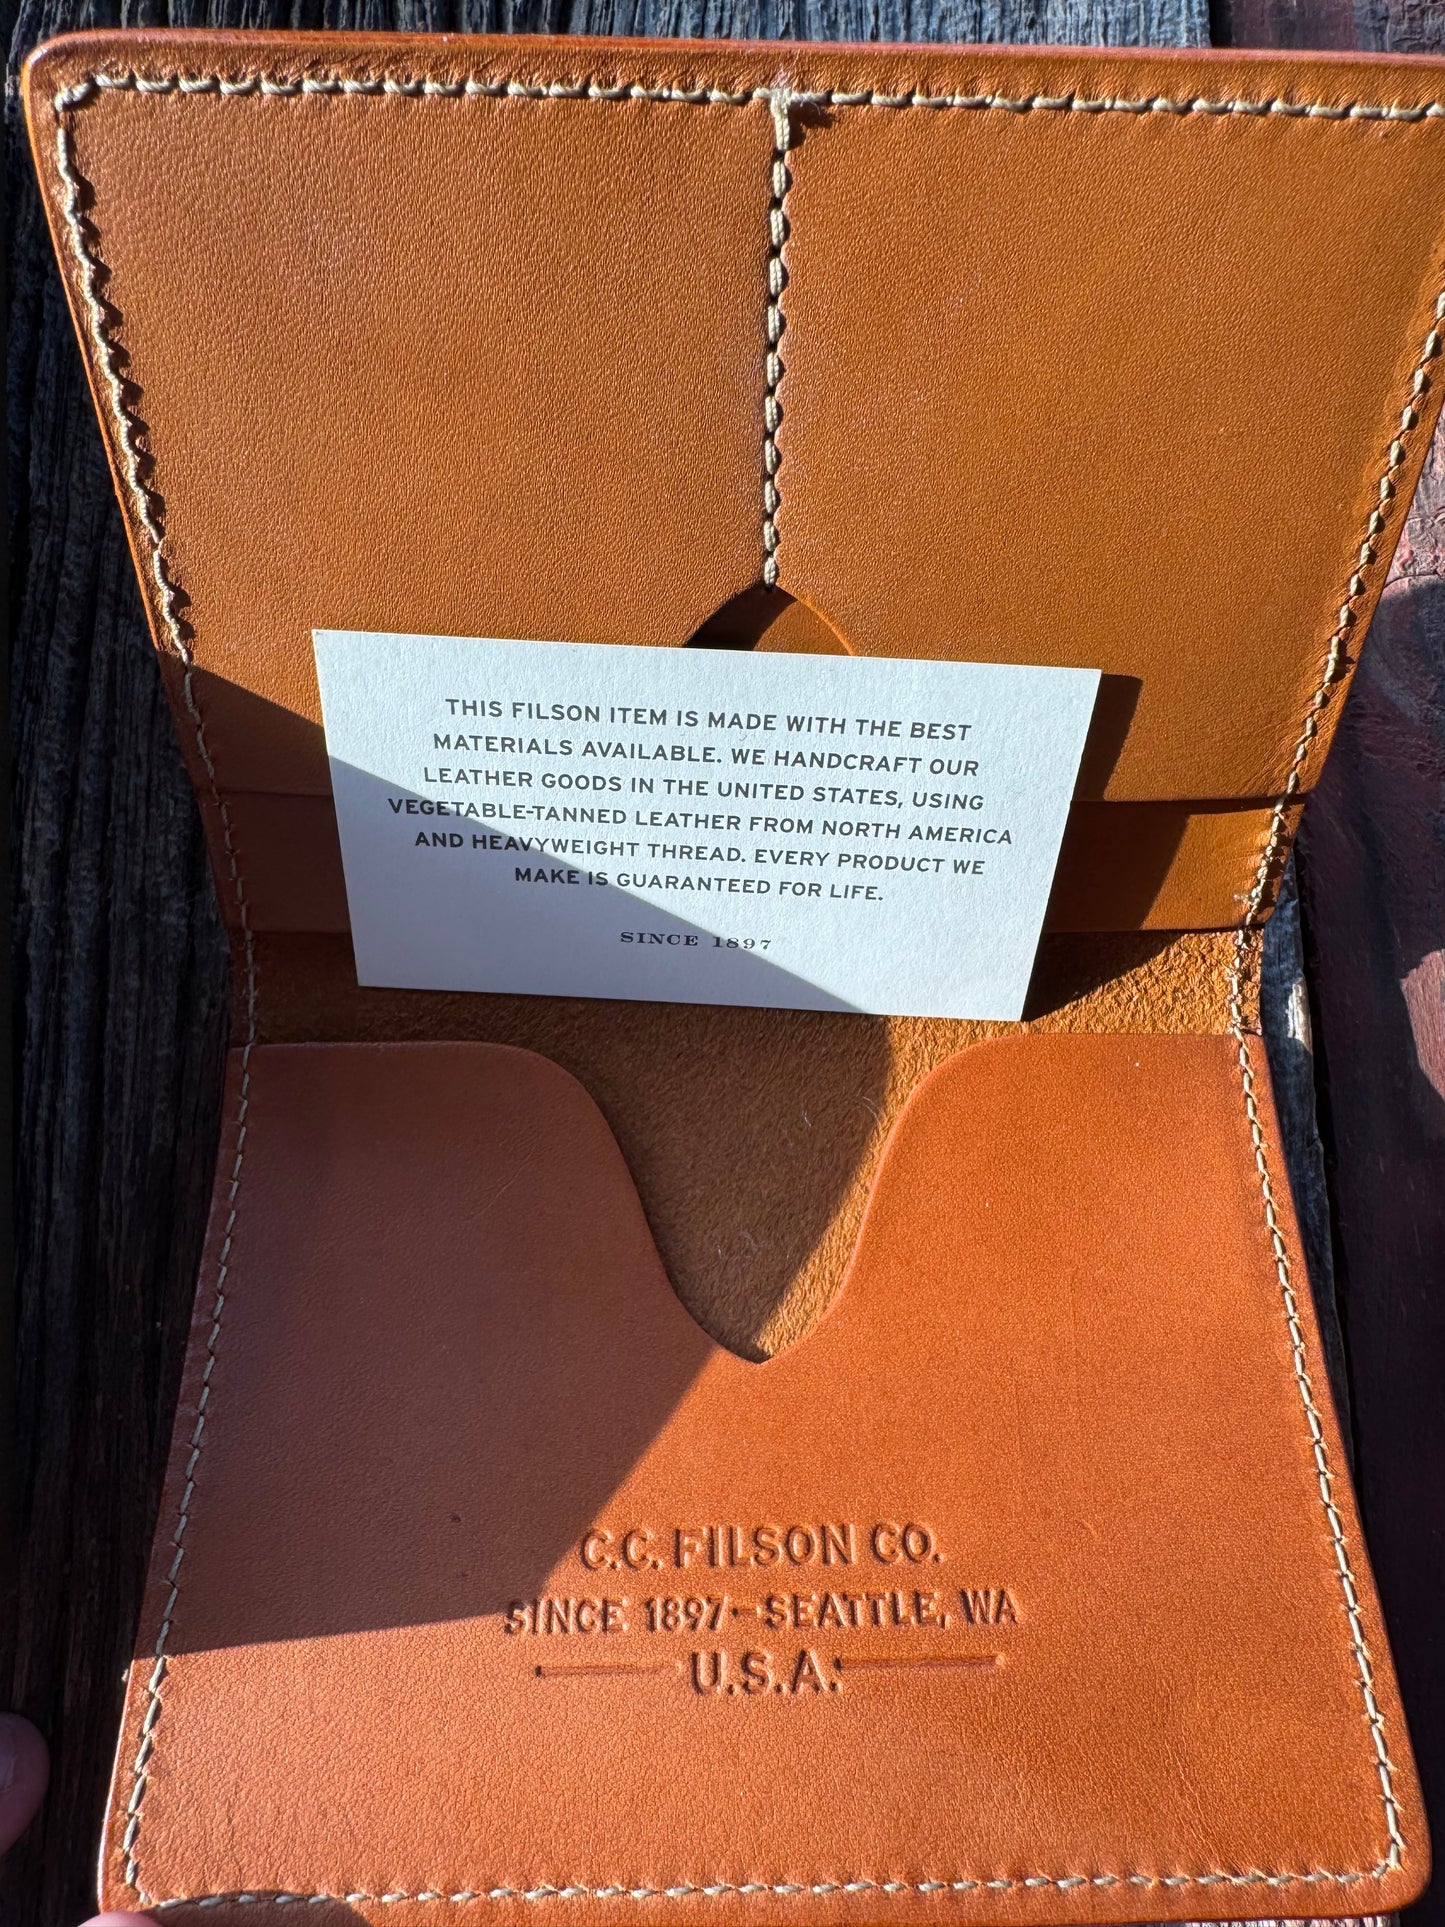 THIS FILSON ITEM IS MADE WITH THE BEST
MATERIALS AVAILABLE. WE HANDCRAFT OUR
LEATHER GOODS IN THE UNITED STATES, USING
VEGETABLE-TANNED LEATHER FROM NORTH AMERICA
AND HEAVYWEIGHT THREAD. EVERY PRODUCT WE
MAKE IS GUARANTEED FOR LIFE.
SINCE 1897
C.C. FILSON CO.
SINCE 1897-SEATTLE, WA
U.S.A.